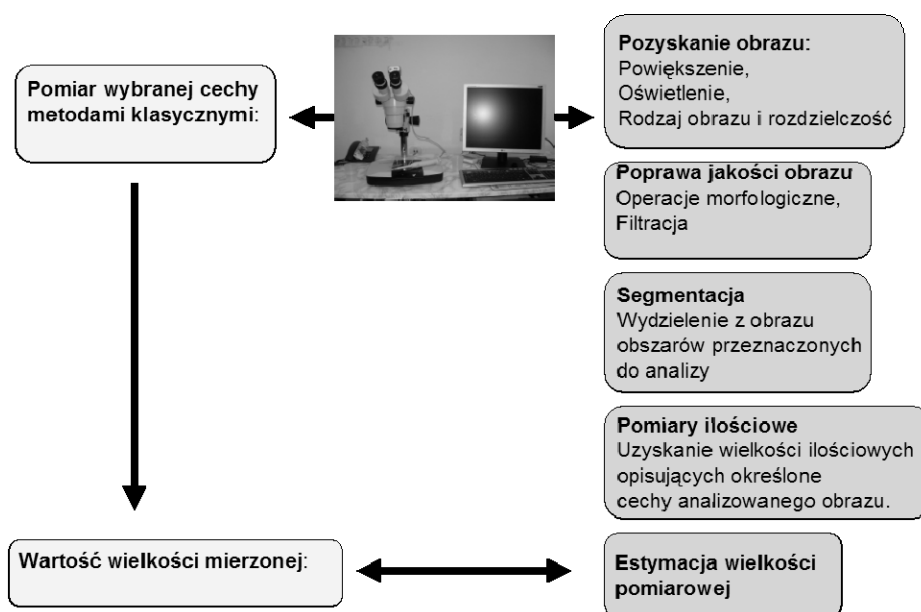 Pomiar wybranej cechy
metodami klasycznymi:
Pozyskanie obrazu:
Powiększenie,
Oświetlenie,
Rodzaj obrazu i rozdzielczość
Poprawa jakości obrazu
Operacje morfologiczne,
Filtracja
Segmentacja
Wydzielenie z obrazu
obszarów przeznaczonych
do analizy
Pomiary ilościowe
Uzyskanie wielkości ilościowych
opisujących określone
cechy analizowanego obrazu.
Wartość wielkości mierzonej:
Estymacja wielkości
pomiarowej